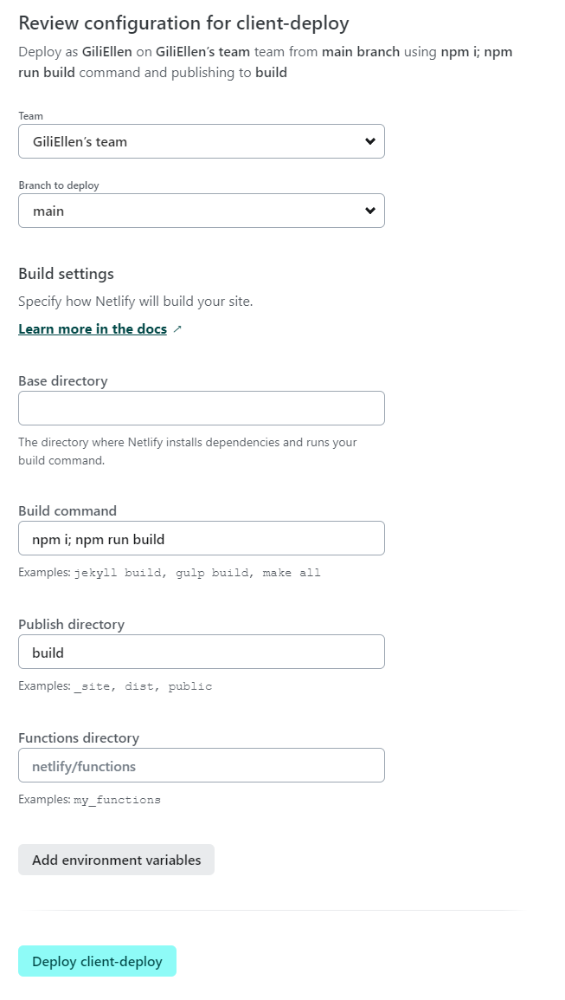 Review configuration for client-deploy
Deploy as GiliEllen on GiliEllen’s team team from main branch using npm i; npm
run build command and publishing to build
Team
GiliEllen’s team
Branch to deploy
main
Build settings
Specify how Netlify will build your site.
Learn more in the docs ↗
Base directory
The directory where Netlify installs dependencies and runs your
build command.
Build command
npm i; npm run build
Examples: jekyll build, gulp build, make all
Publish directory
build
Examples: _site, dist, public
Functions directory
netlify/functions
Examples: my_functions
Add environment variables
Deploy client-deploy